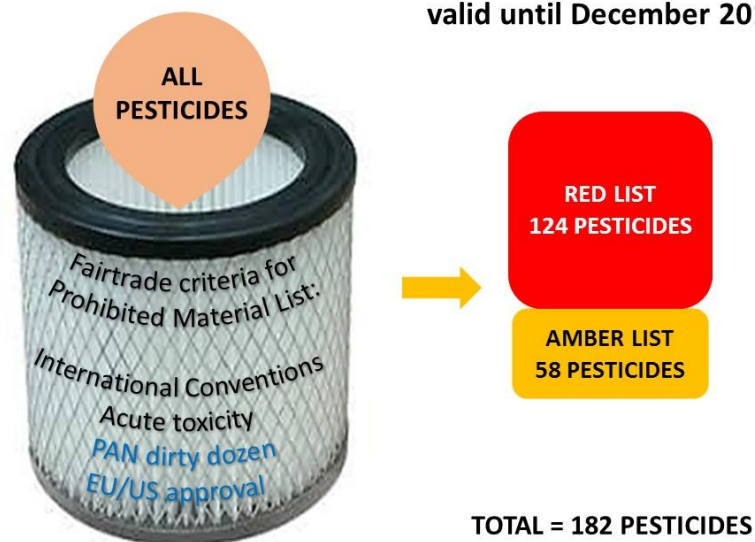 valid until December 20
ALL
PESTICIDES
Fairtrade criteria for
Prohibited Material List:
International Conventions
Acute toxicity
PAN dirty dozen
EU/US approval
RED LIST
124 PESTICIDES
AMBER LIST
58 PESTICIDES
TOTAL = 182 PESTICIDES